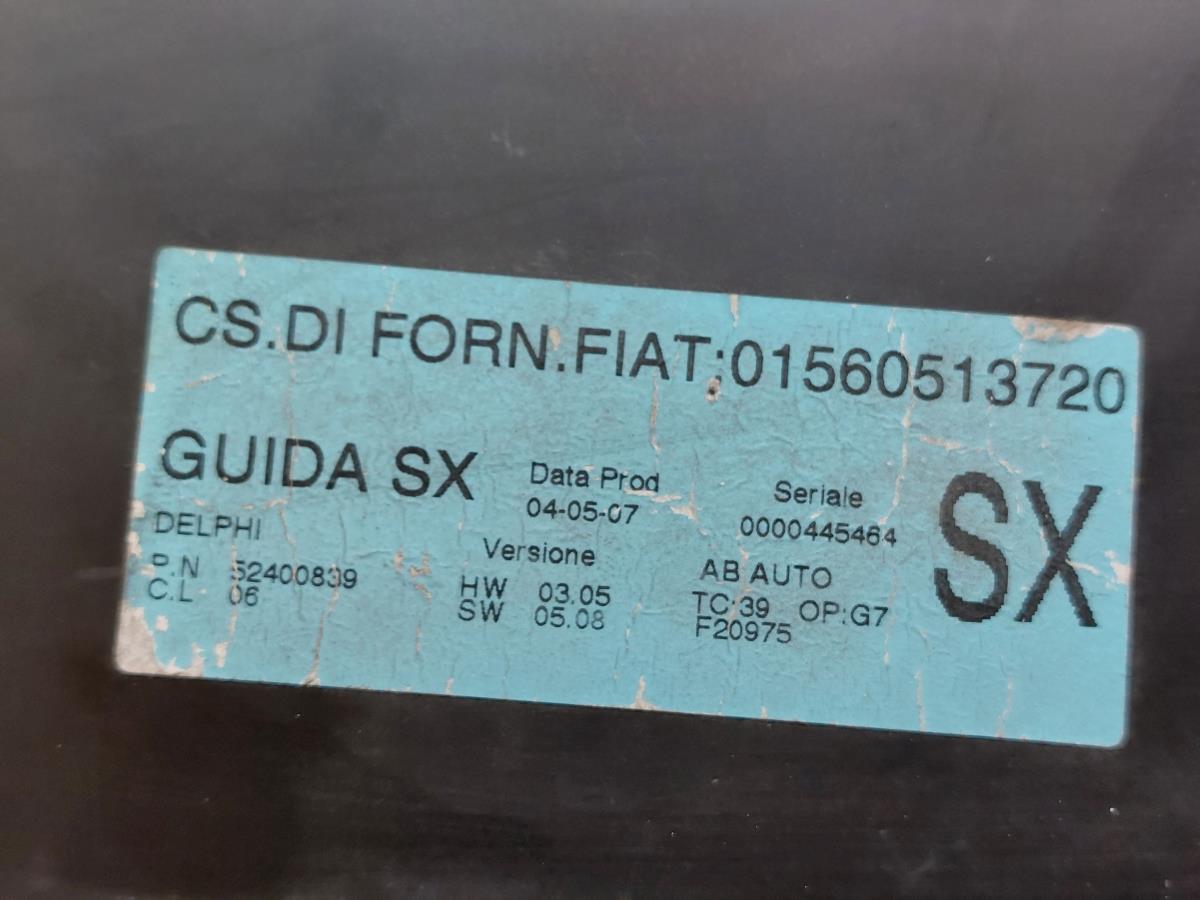 CS.DI FORN.FIAT:01560513720
GUIDA SX
Data Prod
04-05-07
Seriale
0000445464
SX
DELPHI
P.N 52400839
C.L 06
Versione
HW 03.05
SW 05.08
AB AUTO
TC:39 OP:G7
F20975